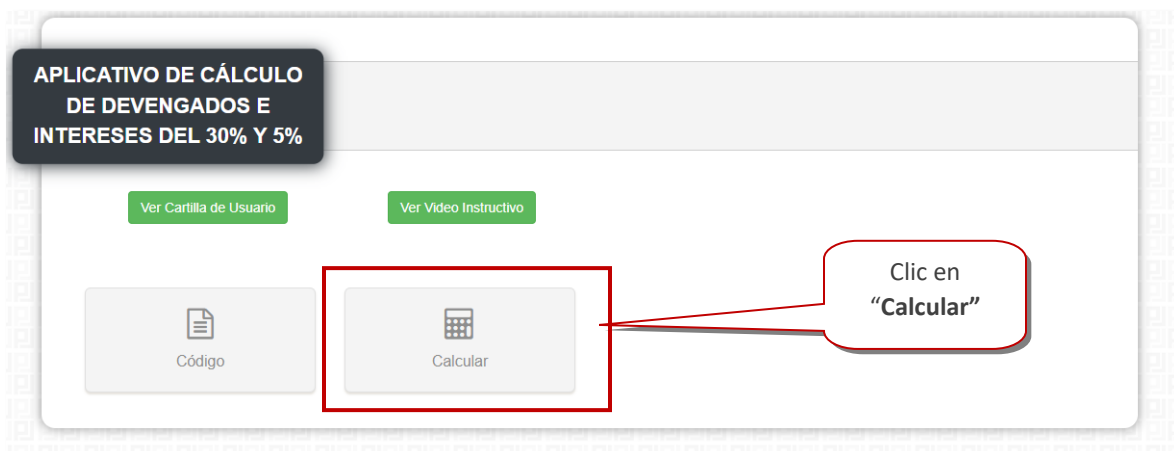 APLICATIVO DE CÁLCULO
DE DEVENGADOS E
INTERESES DEL 30% Y 5%
Ver Cartilla de Usuario
Ver Video Instructivo
Clic en
“Calcular”
Código
Calcular